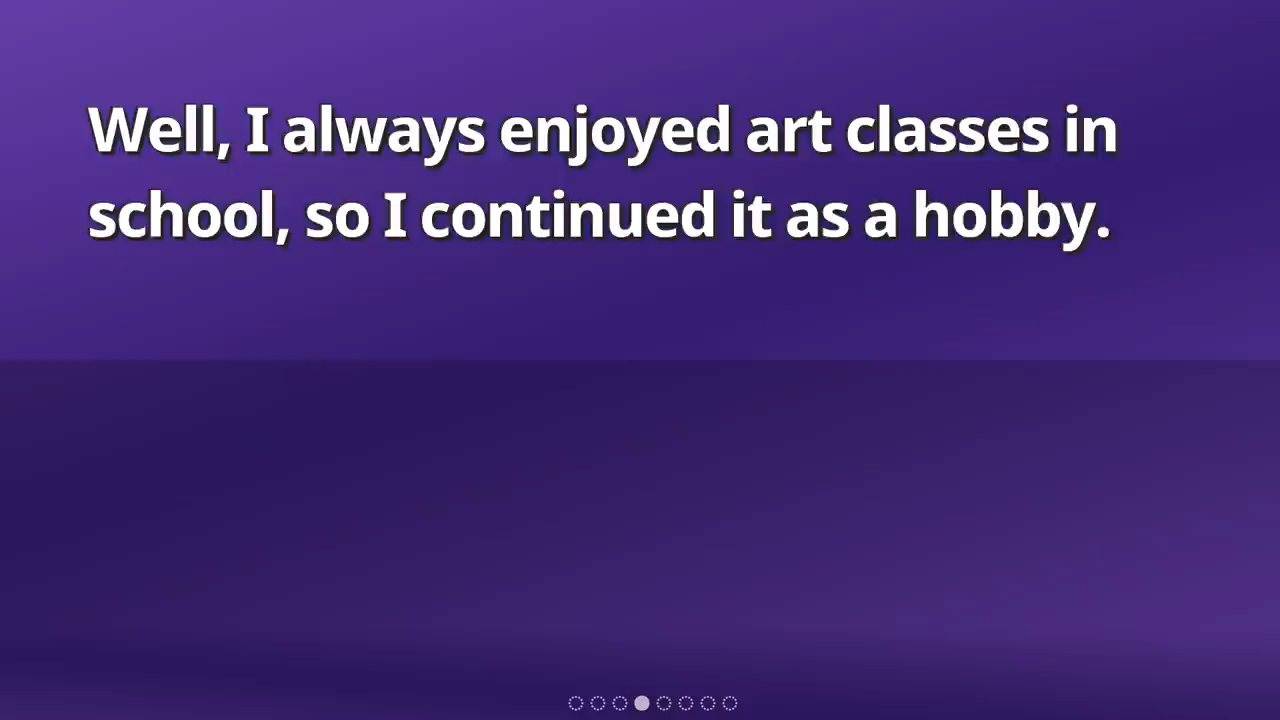 Well, I always enjoyed art classes in
school, so I continued it as a hobby.